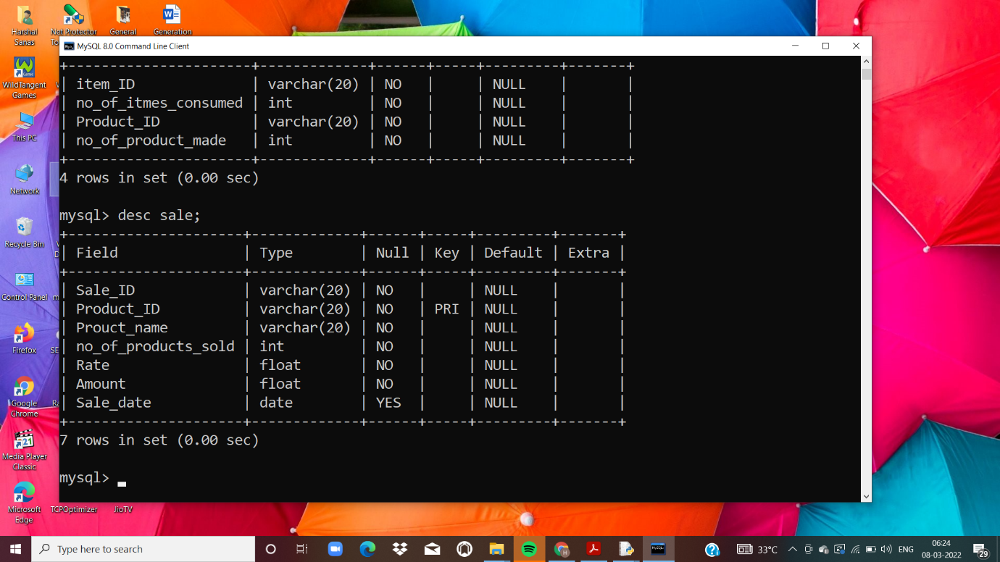 Harshal
Sanas
Net Protector
To
General
Generation
MySQL 8.0 Command Line Client
+-----------------------+-------------+------+-----+---------+-------+
| item_ID | varchar(20) | NO | | NULL | |
| no_of_itmes_consumed | int | NO | | NULL | |
| Product_ID | varchar(20) | NO | | NULL | |
| no_of_product_made | int | NO | | NULL | |
+-----------------------+-------------+------+-----+---------+-------+
4 rows in set (0.00 sec)
mysql> desc sale;
+---------------------+-------------+------+-----+---------+-------+
| Field | Type | Null | Key | Default | Extra |
+---------------------+-------------+------+-----+---------+-------+
| Sale_ID | varchar(20) | NO | | NULL | |
| Product_ID | varchar(20) | NO | PRI | NULL | |
| Prouct_name | varchar(20) | NO | | NULL | |
| no_of_products_sold | int | NO | | NULL | |
| Rate | float | NO | | NULL | |
| Amount | float | NO | | NULL | |
| Sale_date | date | YES | | NULL | |
+---------------------+-------------+------+-----+---------+-------+
7 rows in set (0.00 sec)
mysql>
WildTangent
Games
This PC
Network
Recycle Bin
Control Panel
Firefox
SE
Google
Chrome
Ra
Media Player
Classic
Microsoft
Edge
TCPOptimizer
JioTV
Type here to search
33°C
ENG
06:24
08-03-2022
29